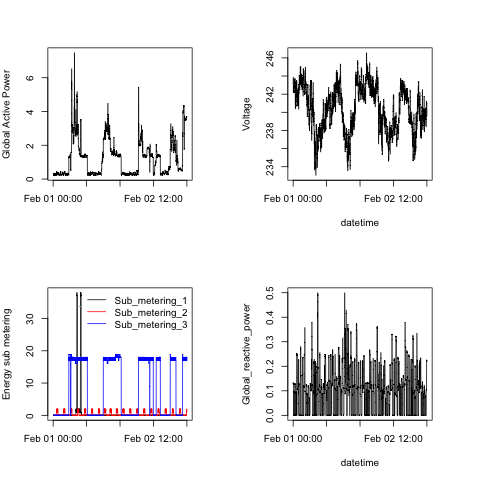 Global Active Power
6
4
2
0
Feb 01 00:00
Feb 02 12:00
Voltage
246
242
238
234
Feb 01 00:00
Feb 02 12:00
datetime
Energy sub metering
30
20
10
0
Sub_metering_1
Sub_metering_2
Sub_metering_3
Feb 01 00:00
Feb 02 12:00
Global_reactive_power
0.5
0.4
0.3
0.2
0.1
0.0
Feb 01 00:00
Feb 02 12:00
datetime